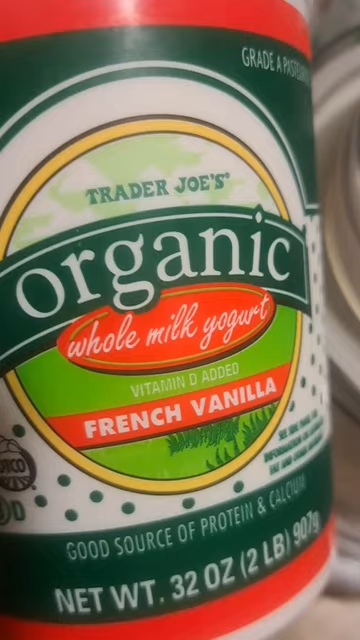 GRADE A
TRADER JOE'S
organic
whole milk yogurt
VITAMIN D ADDED
FRENCH VANILLA
D
GOOD SOURCE OF PROTEIN & CALCIUM
NET WT. 32 OZ (2 LB) 907g